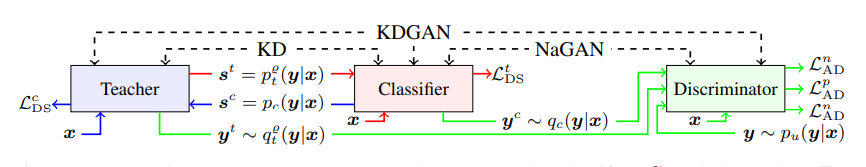 KDGAN
KD NaGAN
s^t = p_t^ϱ(y|x) 𝓛_DS^t 𝓛_AD^n
Teacher Classifier Discriminator 𝓛_AD^p
𝓛_DS^c s^c = p_c(y|x) 𝓛_AD^n
x x y^c ∼ q_c(y|x) x
y^t ∼ q_t^ϱ(y|x) y ∼ p_u(y|x)